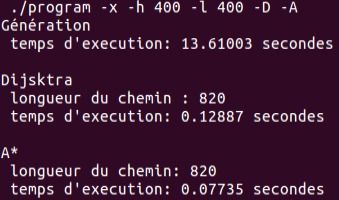 ./program -x -h 400 -l 400 -D -A
Génération
temps d'execution: 13.61003 secondes
Dijsktra
longueur du chemin : 820
temps d'execution: 0.12887 secondes
A*
longueur du chemin: 820
temps d'execution: 0.07735 secondes